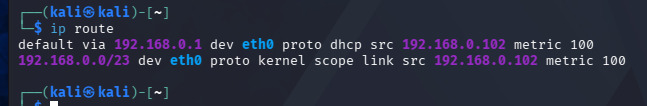 ┌──(kali㉿kali)-[~]
└─$ ip route
default via 192.168.0.1 dev eth0 proto dhcp src 192.168.0.102 metric 100
192.168.0.0/23 dev eth0 proto kernel scope link src 192.168.0.102 metric 100
┌──(kali㉿kali)-[~]
└─$